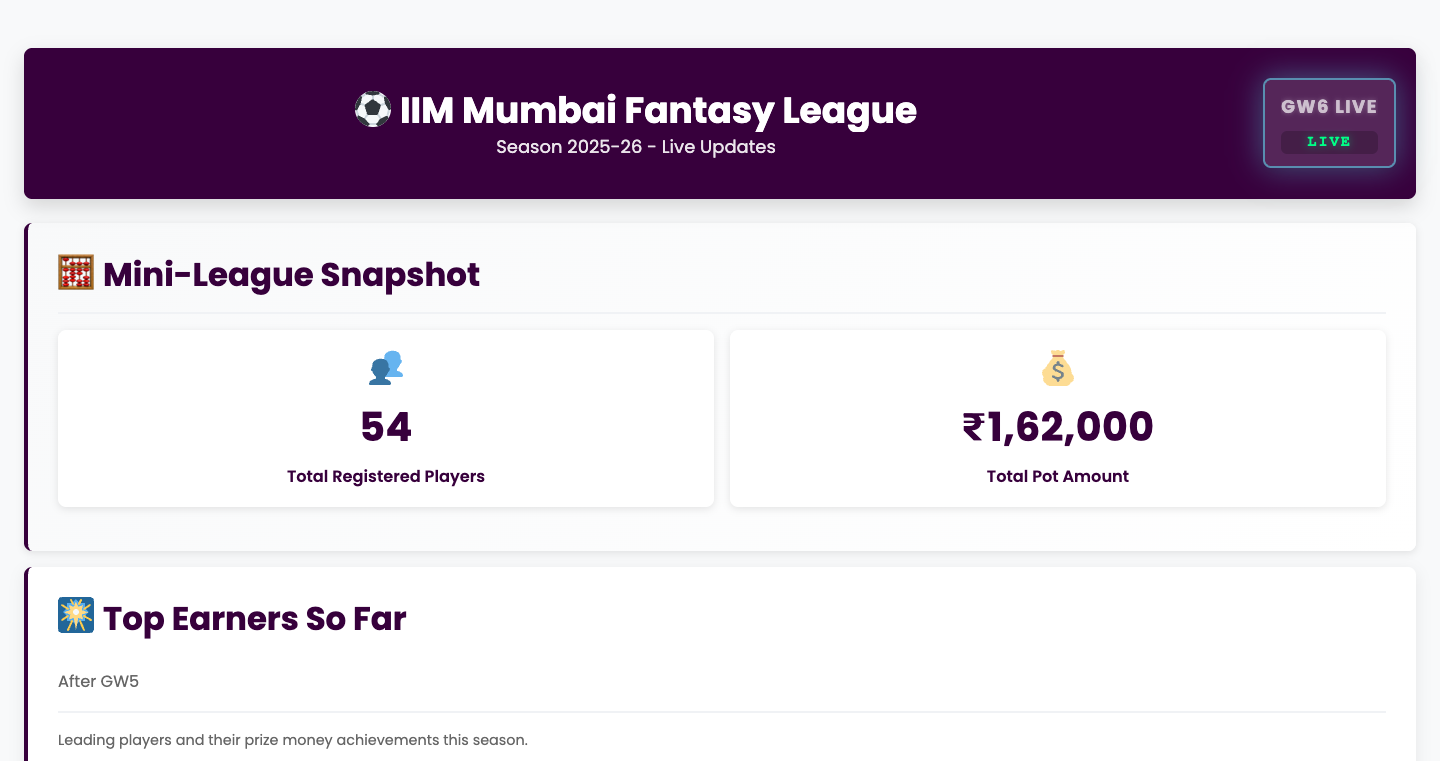 IIM Mumbai Fantasy League
Season 2025-26 - Live Updates
GW6 LIVE
LIVE
Mini-League Snapshot
54
Total Registered Players
₹1,62,000
Total Pot Amount
Top Earners So Far
After GW5
Leading players and their prize money achievements this season.